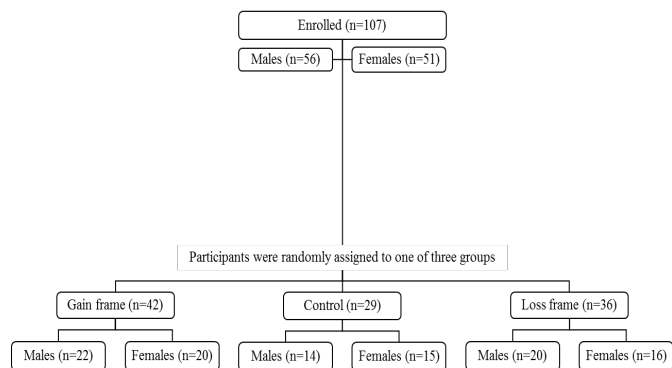 Enrolled (n=107)
Males (n=56)
Females (n=51)
Participants were randomly assigned to one of three groups
Gain frame (n=42)
Control (n=29)
Loss frame (n=36)
Males (n=22)
Females (n=20)
Males (n=14)
Females (n=15)
Males (n=20)
Females (n=16)